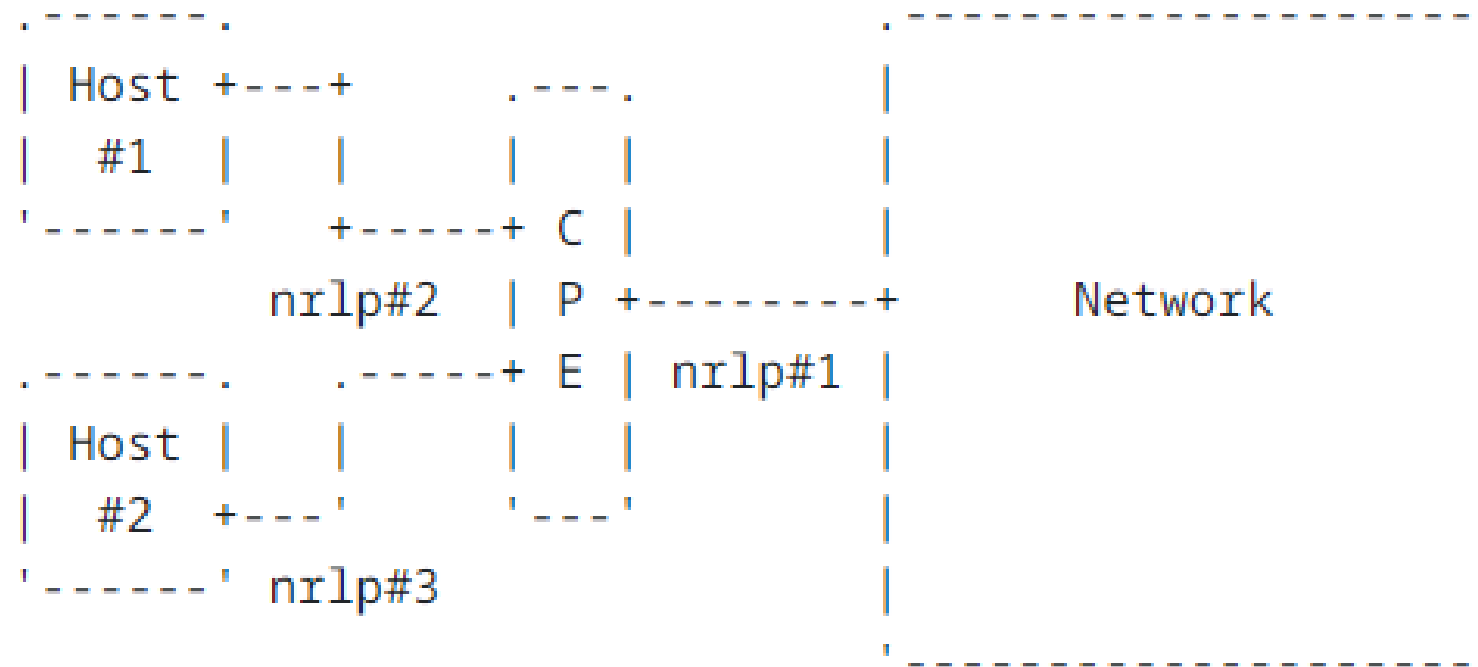 .------.                      .--------------------
| Host +---+     .---.        |
|  #1  |   |     |   |        |
'------'   +-----+ C |        |
         nrlp#2  | P +--------+      Network
.------.   .-----+ E | nrlp#1 |
| Host |   |     |   |        |
|  #2  +---'     '---'        |
'------' nrlp#3               |
                              '--------------------